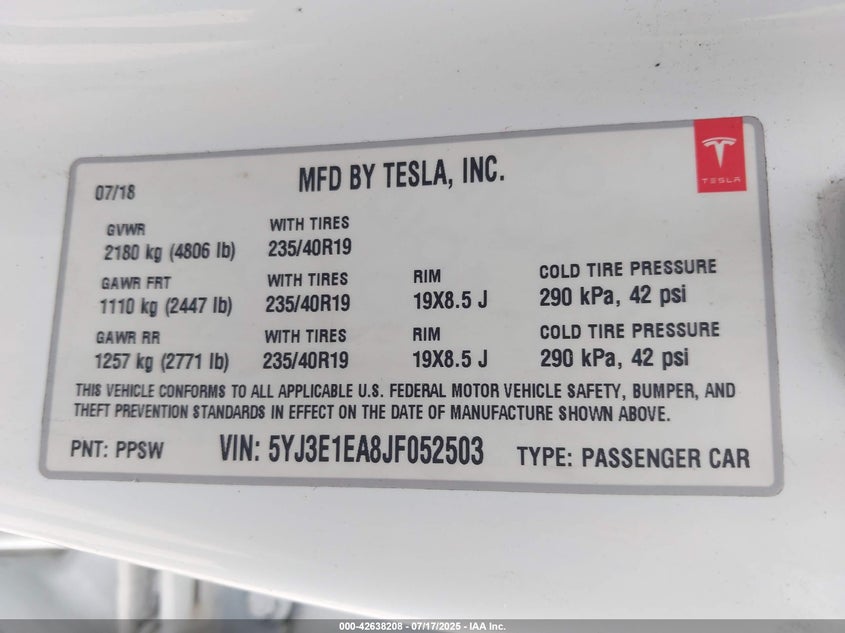 MFD BY TESLA, INC.
TESLA
07/18
GVWR WITH TIRES
2180 kg (4806 lb) 235/40R19
GAWR FRT WITH TIRES RIM COLD TIRE PRESSURE
1110 kg (2447 lb) 235/40R19 19X8.5 J 290 kPa, 42 psi
GAWR RR WITH TIRES RIM COLD TIRE PRESSURE
1257 kg (2771 lb) 235/40R19 19X8.5 J 290 kPa, 42 psi
THIS VEHICLE CONFORMS TO ALL APPLICABLE U.S. FEDERAL MOTOR VEHICLE SAFETY, BUMPER, AND
THEFT PREVENTION STANDARDS IN EFFECT ON THE DATE OF MANUFACTURE SHOWN ABOVE.
PNT: PPSW VIN: 5YJ3E1EA8JF052503 TYPE: PASSENGER CAR
000-42638208 - 07/17/2025 - IAA Inc.